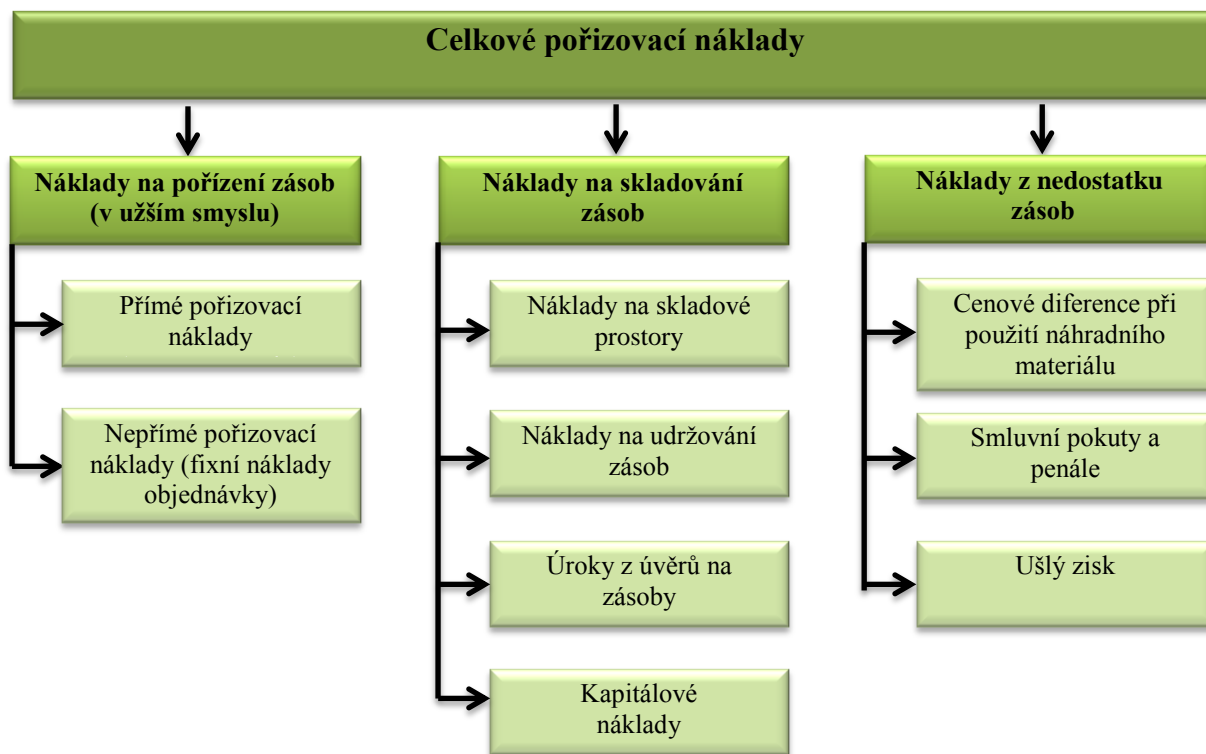 Celkové pořizovací náklady
Náklady na pořízení zásob
(v užším smyslu)
Přímé pořizovací
náklady
Nepřímé pořizovací
náklady (fixní náklady
objednávky)
Náklady na skladování
zásob
Náklady na skladové
prostory
Náklady na udržování
zásob
Úroky z úvěrů na
zásoby
Kapitálové
náklady
Náklady z nedostatku
zásob
Cenové diference při
použití náhradního
materiálu
Smluvní pokuty a
penále
Ušlý zisk